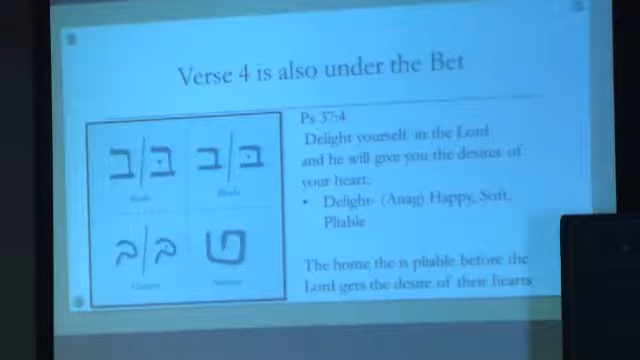 Verse 4 is also under the Bet
ב/בּ ב/בּ
ב/בּ
Ps 37:4
Delight yourself in the Lord
and he will give you the desires of
your heart.
• Delight- (Anag) Happy, Soft,
Pliable
The home the is pliable before the
Lord gets the desire of their hearts